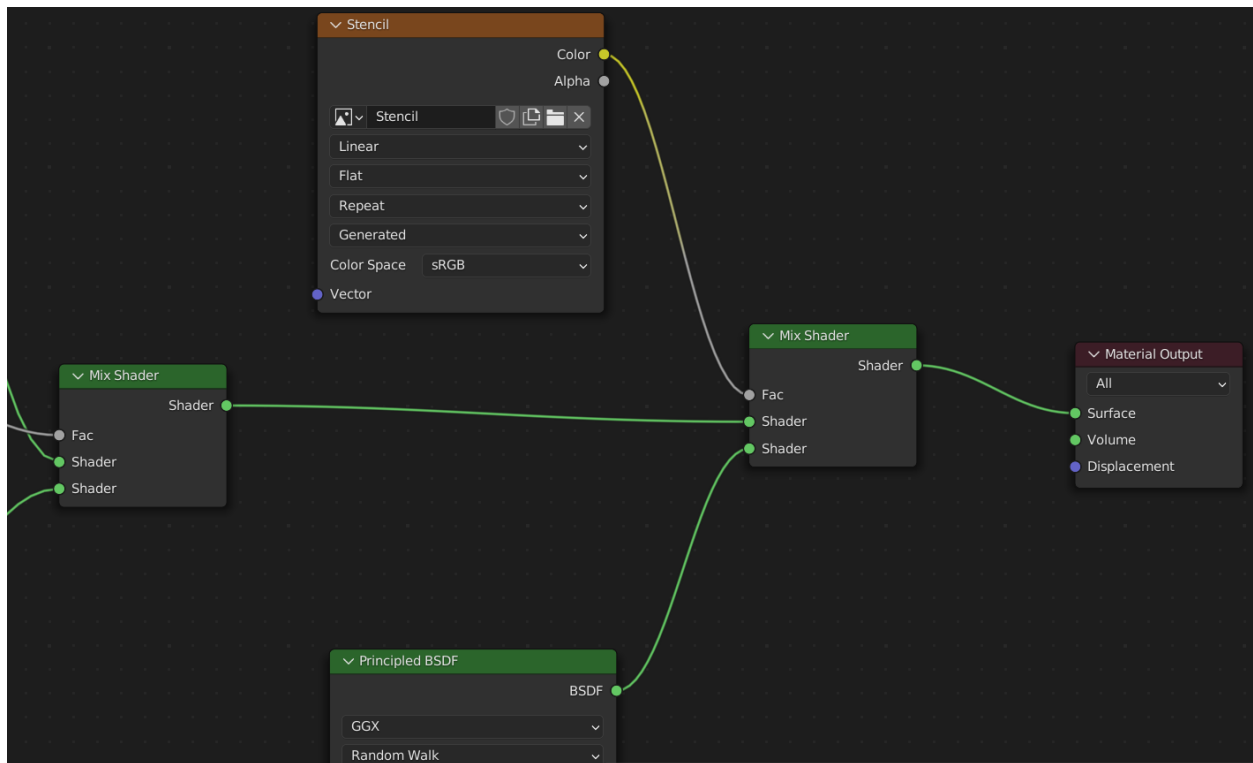 Stencil
Color
Alpha
Stencil
Linear
Flat
Repeat
Generated
Color Space sRGB
Vector
Mix Shader
Shader
Fac
Shader
Shader
Mix Shader
Shader
Fac
Shader
Shader
Material Output
All
Surface
Volume
Displacement
Principled BSDF
BSDF
GGX
Random Walk